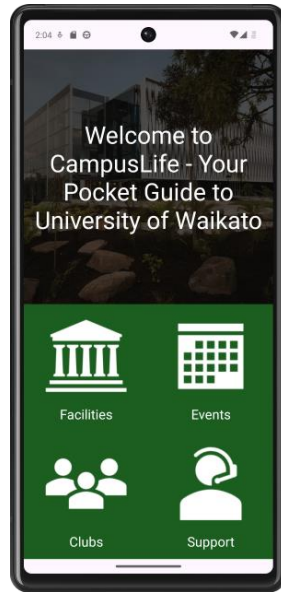 2:04
Welcome to
CampusLife - Your
Pocket Guide to
University of Waikato
Facilities
Events
Clubs
Support